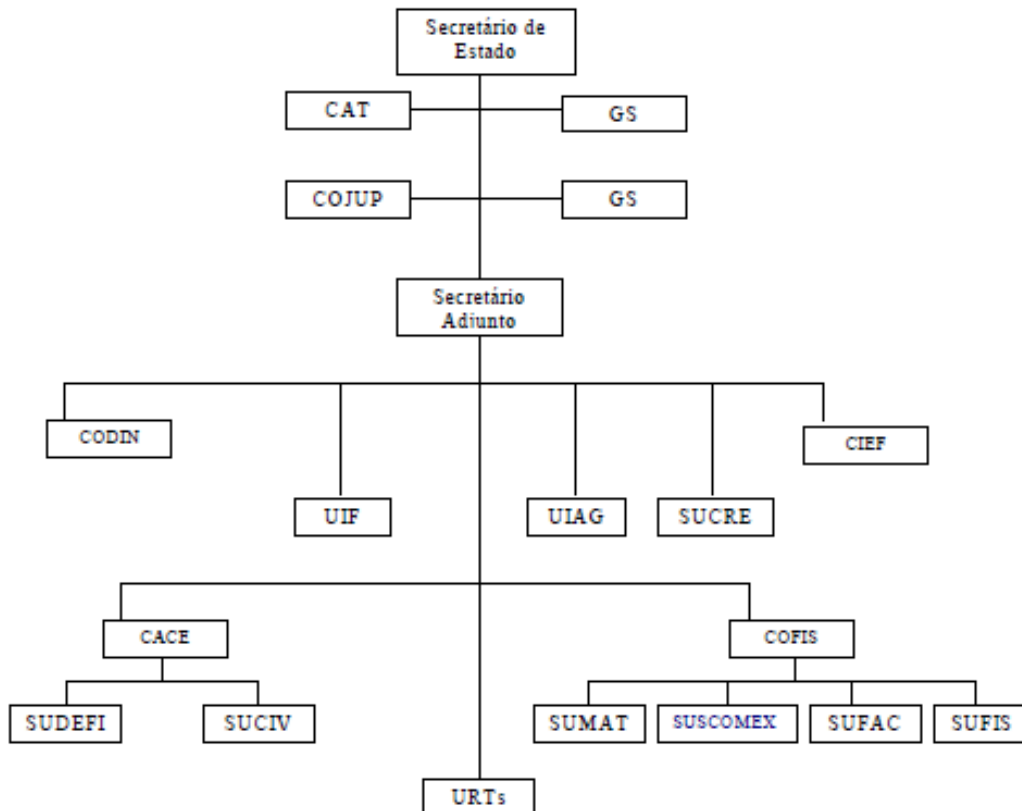 Secretário de
Estado
CAT
GS
COJUP
GS
Secretário
Adiunto
CODIN
CIEF
UIF
UIAG
SUCRE
CACE
COFIS
SUDEFI
SUCIV
SUMAT
SUSCOMEX
SUFAC
SUFIS
URTs